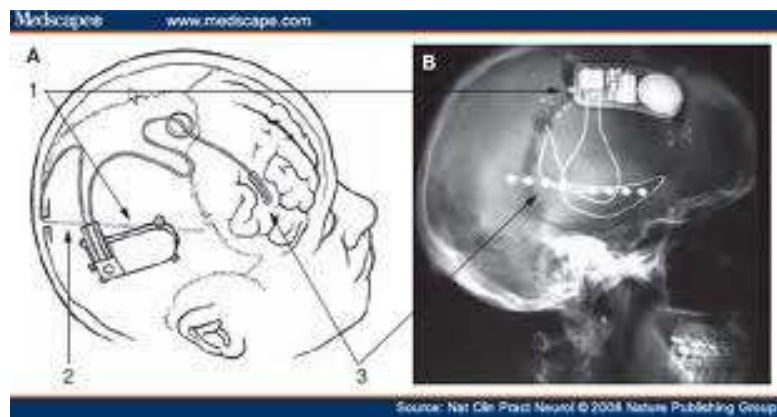 Medscape® www.medscape.com
A
B
1
2
3
Source: Nat Clin Pract Neurol © 2008 Nature Publishing Group